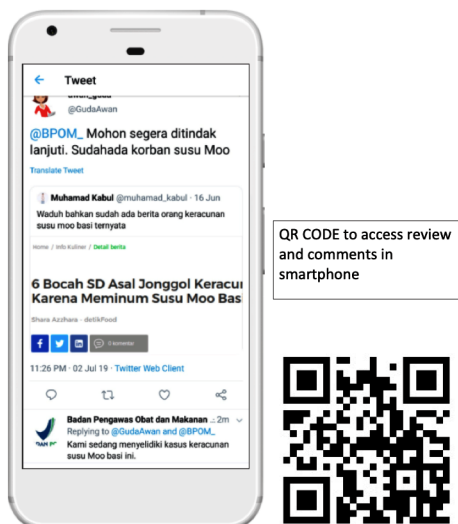 Tweet
@GudaAwan
@BPOM_ Mohon segera ditindak
lanjuti. Sudahada korban susu Moo
Translate Tweet
Muhamad Kabul @muhamad_kabul · 16 Jun
Waduh bahkan sudah ada berita orang keracunan
susu moo basi ternyata
Home / Info Kuliner / Detail berita
6 Bocah SD Asal Jonggol Keracu
Karena Meminum Susu Moo Bas
Shara Azzhara - detikFood
0 komentar
11:26 PM · 02 Jul 19 · Twitter Web Client
Badan Pengawas Obat dan Makanan .: 2m
Replying to @GudaAwan and @BPOM_
Kami sedang menyelidiki kasus keracunan
susu Moo basi ini.
QR CODE to access review
and comments in
smartphone